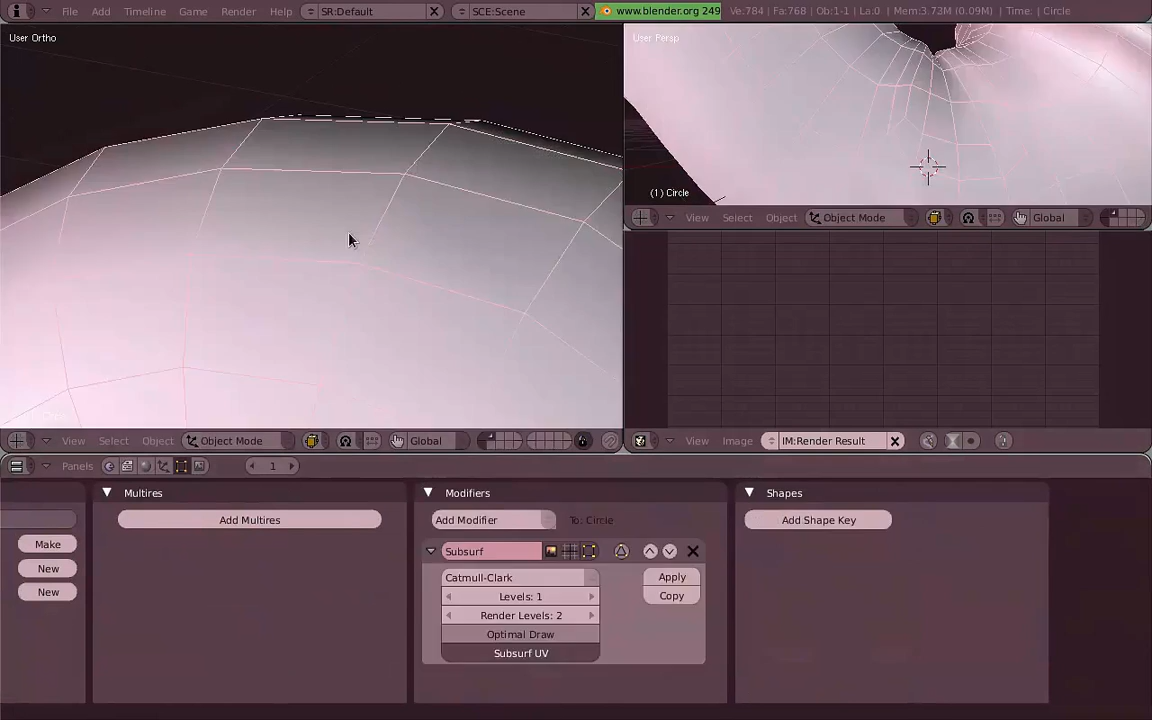 File Add Timeline Game Render Help SR:Default SCE:Scene www.blender.org 249 Ve:784 | Fa:768 | Ob:1-1 | La:0 | Mem:3.73M (0.09M) | Time: | Circle
User Ortho
User Persp
(1) Circle
View Select Object Object Mode Global
View Select Object Object Mode Global
View Image IM:Render Result
Panels 1
Multires
Modifiers
Shapes
Add Multires
Add Modifier To: Circle
Add Shape Key
Make
New
New
Subsurf
Catmull-Clark
Apply
Levels: 1
Copy
Render Levels: 2
Optimal Draw
Subsurf UV